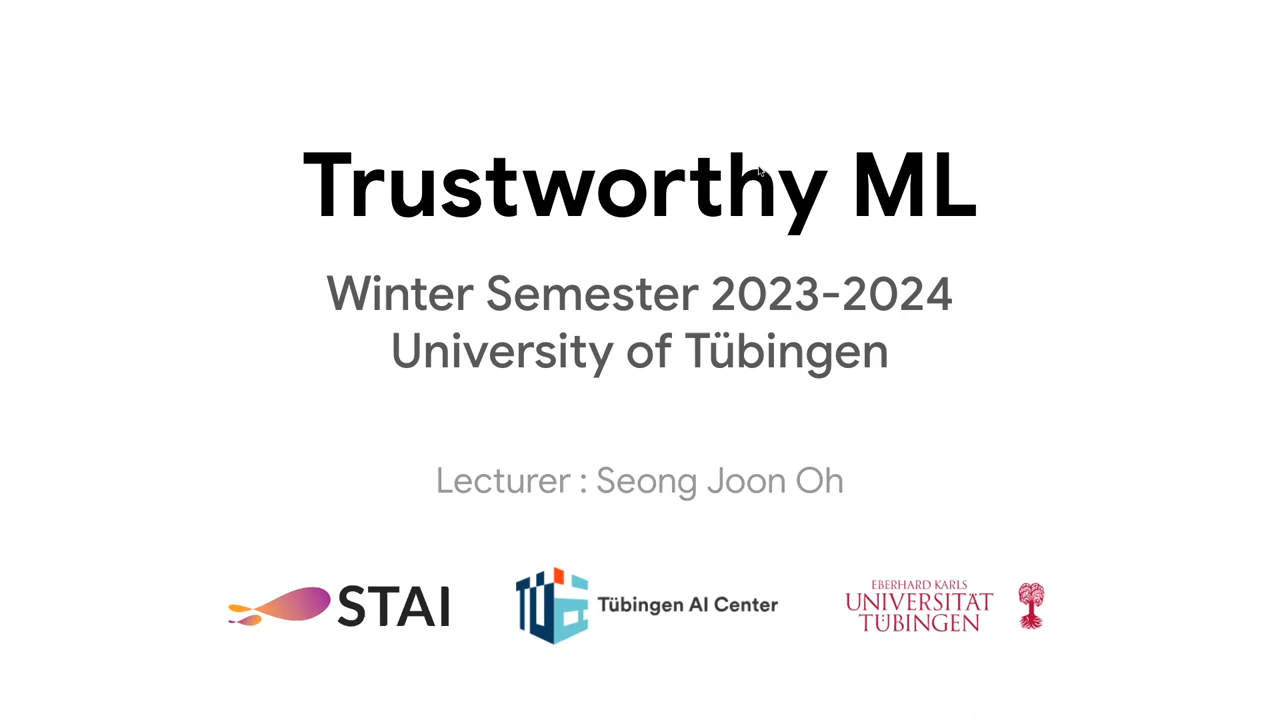 Trustworthy ML
Winter Semester 2023-2024
University of Tübingen
Lecturer : Seong Joon Oh
STAI
Tübingen AI Center
EBERHARD KARLS
UNIVERSITÄT
TÜBINGEN